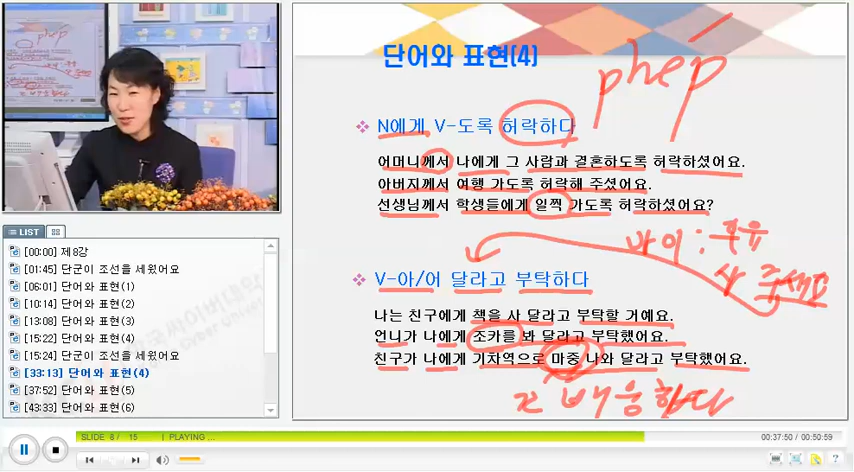 단어와 표현(4)
phép
❖ N에게 V-도록 허락하다
어머니께서 나에게 그 사람과 결혼하도록 허락하셨어요.
아버지께서 여행 가도록 허락해 주셨어요.
선생님께서 학생들에게 일찍 가도록 허락하셨어요?
사 주세요
❖ V-아/어 달라고 부탁하다
나는 친구에게 책을 사 달라고 부탁할 거예요.
언니가 나에게 조카를 봐 달라고 부탁했어요.
친구가 나에게 기차역으로 마중 나와 달라고 부탁했어요.
배웅하다
LIST
[00:00] 제8강
[01:45] 단군이 조선을 세웠어요
[06:01] 단어와 표현(1)
[10:14] 단어와 표현(2)
[13:08] 단어와 표현(3)
[15:22] 단어와 표현(4)
[15:24] 단군이 조선을 세웠어요
[33:13] 단어와 표현(4)
[37:52] 단어와 표현(5)
[43:33] 단어와 표현(6)
SLIDE 8 / 15 | PLAYING ...
00:37:50 / 00:50:59